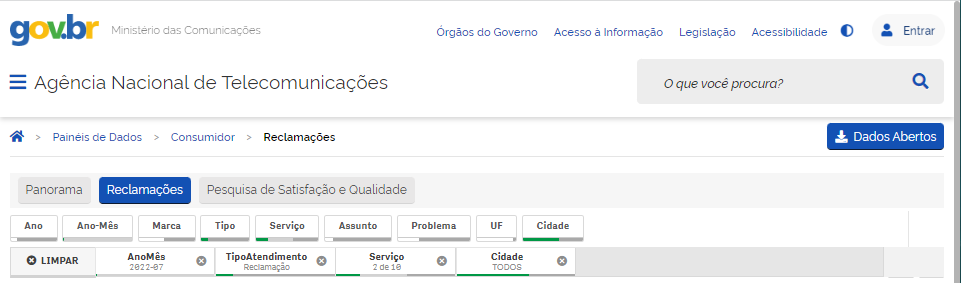 gov.br
Ministério das Comunicações
Órgãos do Governo Acesso à Informação Legislação Acessibilidade Entrar
Agência Nacional de Telecomunicações
O que você procura?
> Painéis de Dados > Consumidor > Reclamações
Dados Abertos
Panorama Reclamações Pesquisa de Satisfação e Qualidade
Ano Ano-Mês Marca Tipo Serviço Assunto Problema UF Cidade
LIMPAR
AnoMês
2022-07
TipoAtendimento
Reclamação
Serviço
2 de 10
Cidade
TODOS